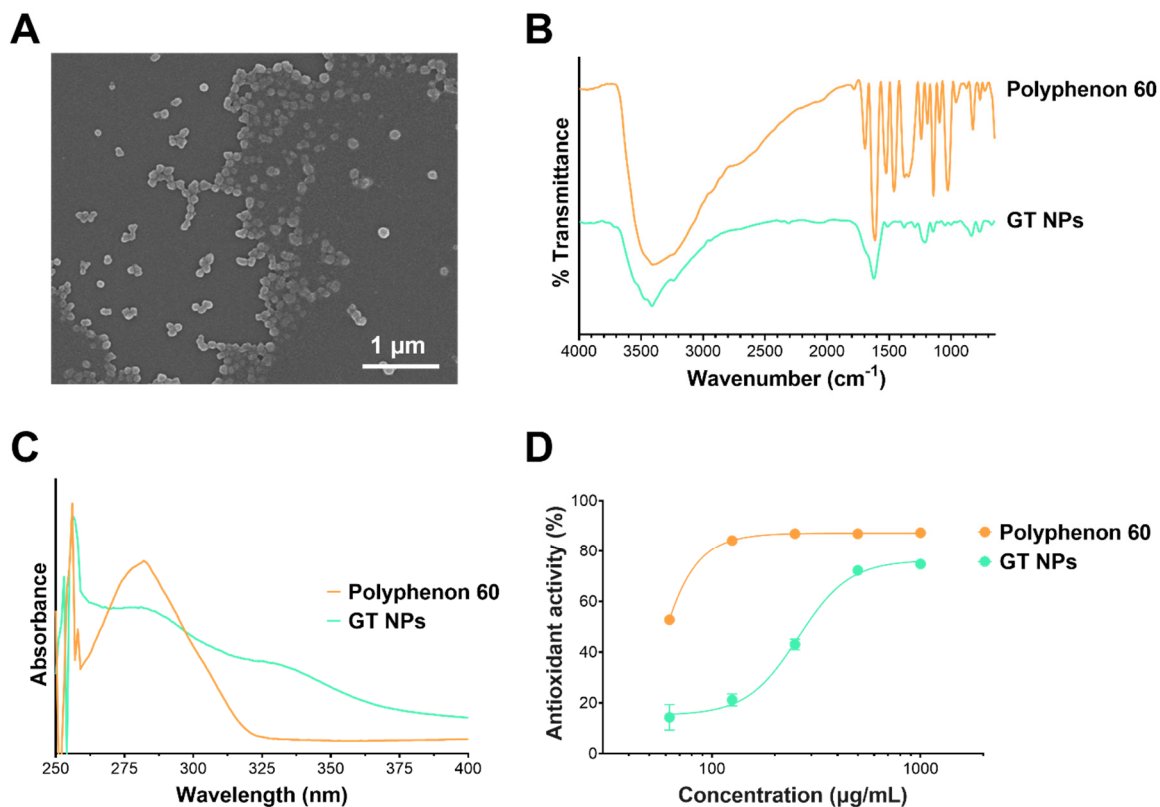 A
1 µm
B
% Transmittance
Polyphenon 60
GT NPs
4000 3500 3000 2500 2000 1500 1000
Wavenumber (cm⁻¹)
C
Absorbance
Polyphenon 60
GT NPs
250 275 300 325 350 375 400
Wavelength (nm)
D
Antioxidant activity (%)
100
80
60
40
20
0
Polyphenon 60
GT NPs
100 1000
Concentration (µg/mL)